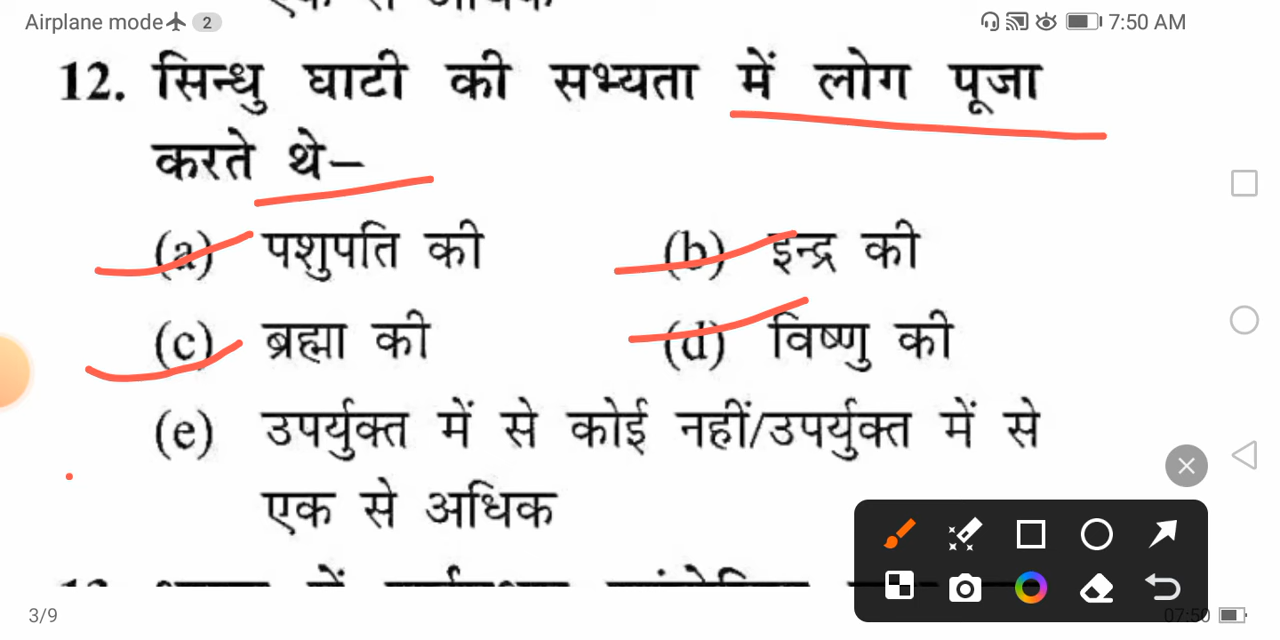 Airplane mode 2 7:50 AM
12. सिन्धु घाटी की सभ्यता में लोग पूजा
करते थे–
(a) पशुपति की (b) इन्द्र की
(c) ब्रह्मा की (d) विष्णु की
(e) उपर्युक्त में से कोई नहीं/उपर्युक्त में से
एक से अधिक
3/9 07:50